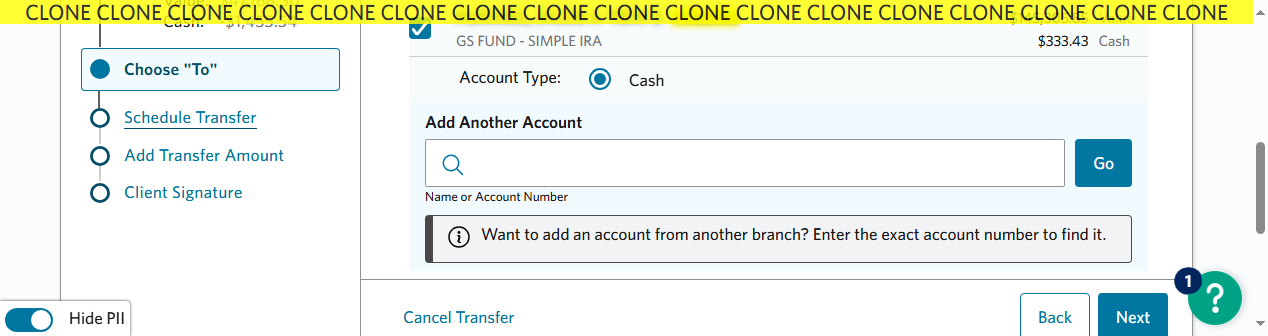 CLONE CLONE CLONE CLONE CLONE CLONE CLONE CLONE CLONE CLONE CLONE CLONE CLONE CLONE CLONE CLONE CLONE
Cash:
Choose "To"
Schedule Transfer
Add Transfer Amount
Client Signature
GS FUND - SIMPLE IRA
$333.43 Cash
Account Type:
Cash
Add Another Account
Go
Name or Account Number
Want to add an account from another branch? Enter the exact account number to find it.
Cancel Transfer
Back
Next
1
?
Hide PII